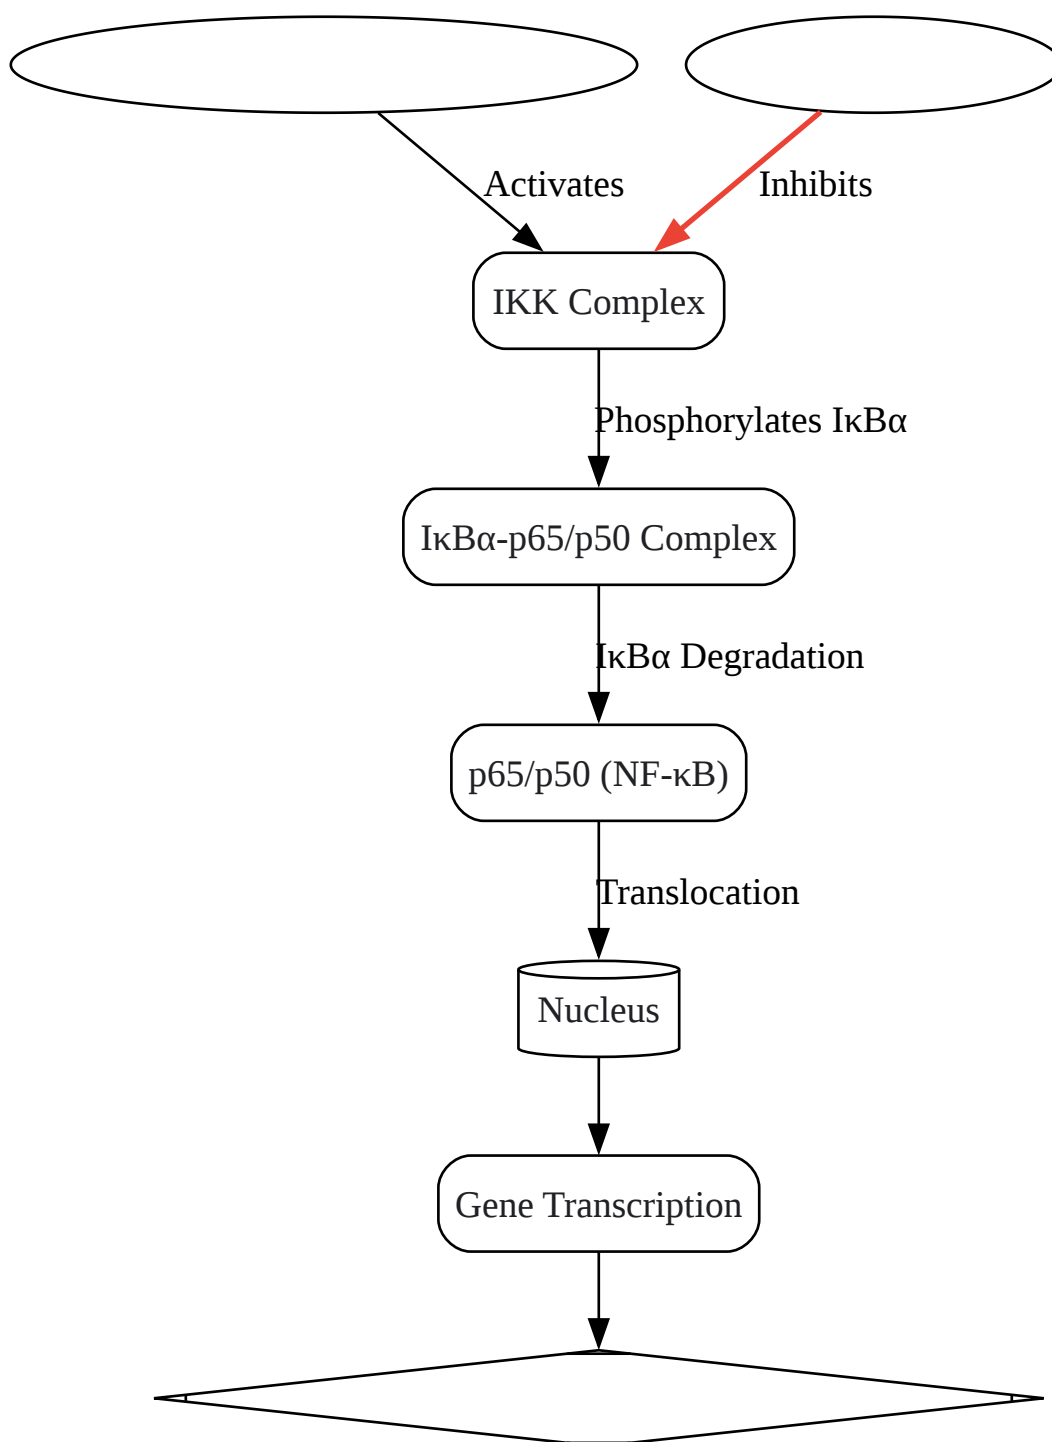 Activates
Inhibits
IKK Complex
Phosphorylates IκBα
IκBα-p65/p50 Complex
IκBα Degradation
p65/p50 (NF-κB)
Translocation
Nucleus
Gene Transcription